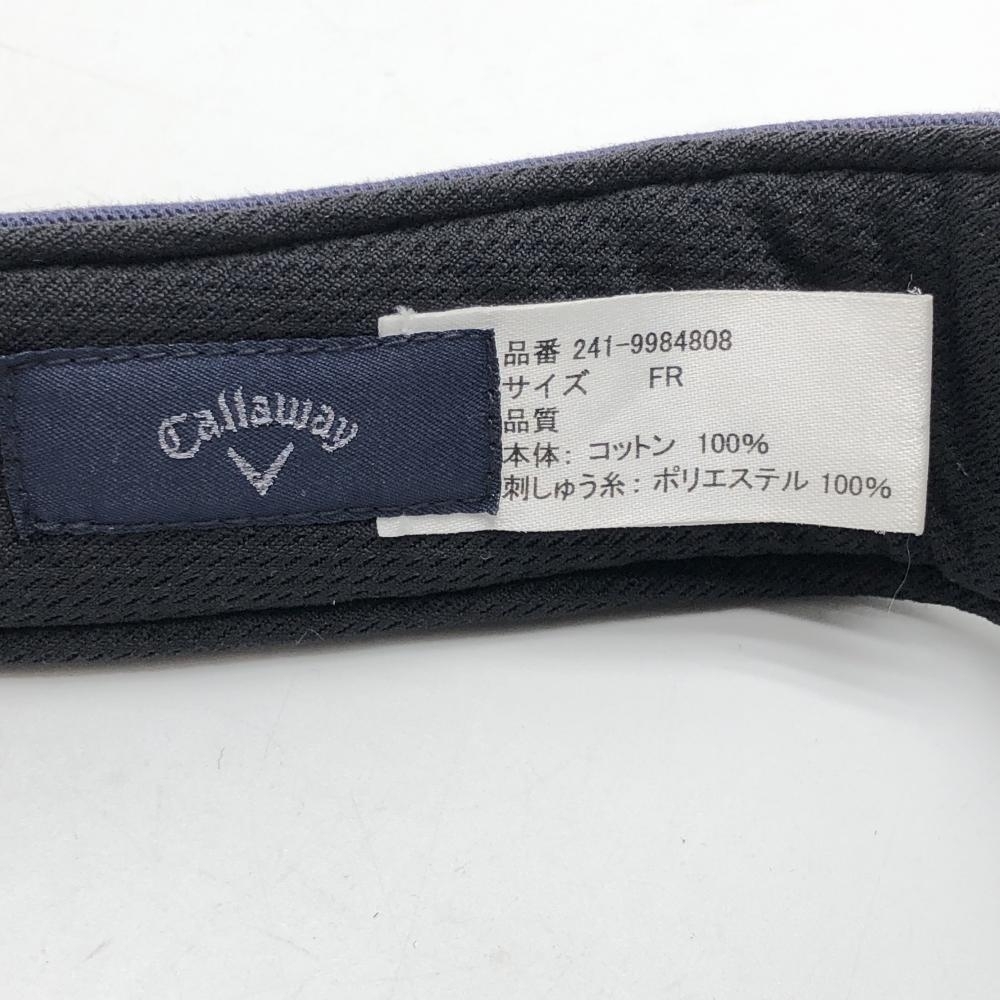 Callaway
品番 241-9984808
サイズ FR
品質
本体: コットン 100%
刺しゅう糸: ポリエステル 100%